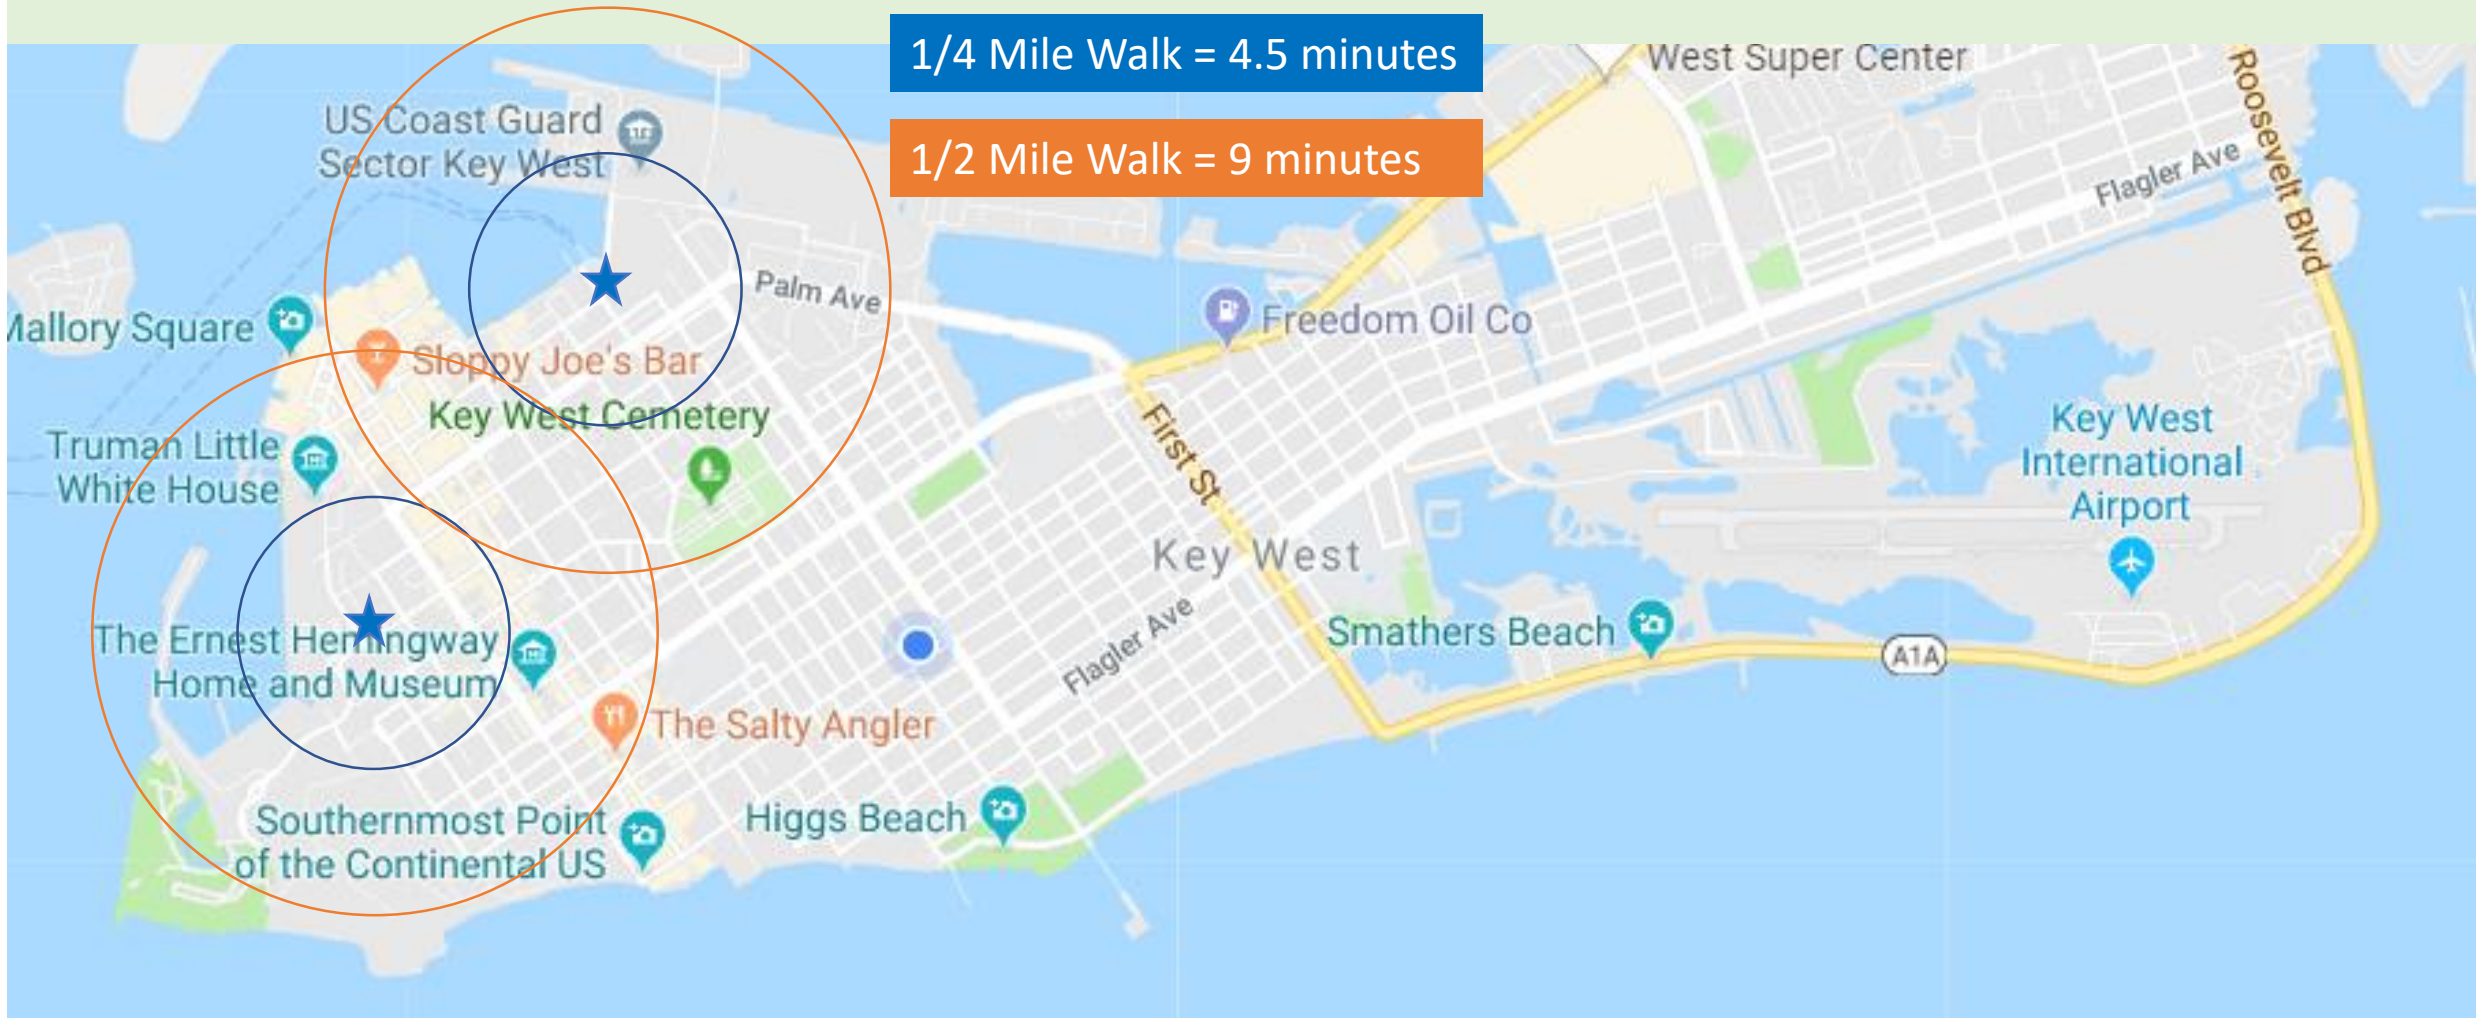 1/4 Mile Walk = 4.5 minutes
1/2 Mile Walk = 9 minutes
West Super Center
Roosevelt Blvd
US Coast Guard
Sector Key West
Flagler Ave
Palm Ave
Mallory Square
Freedom Oil Co
Sloppy Joe's Bar
Key West Cemetery
First St
Key West
International
Airport
Truman Little
White House
Key West
The Ernest Hemingway
Home and Museum
Flagler Ave
Smathers Beach
A1A
The Salty Angler
Southernmost Point
of the Continental US
Higgs Beach